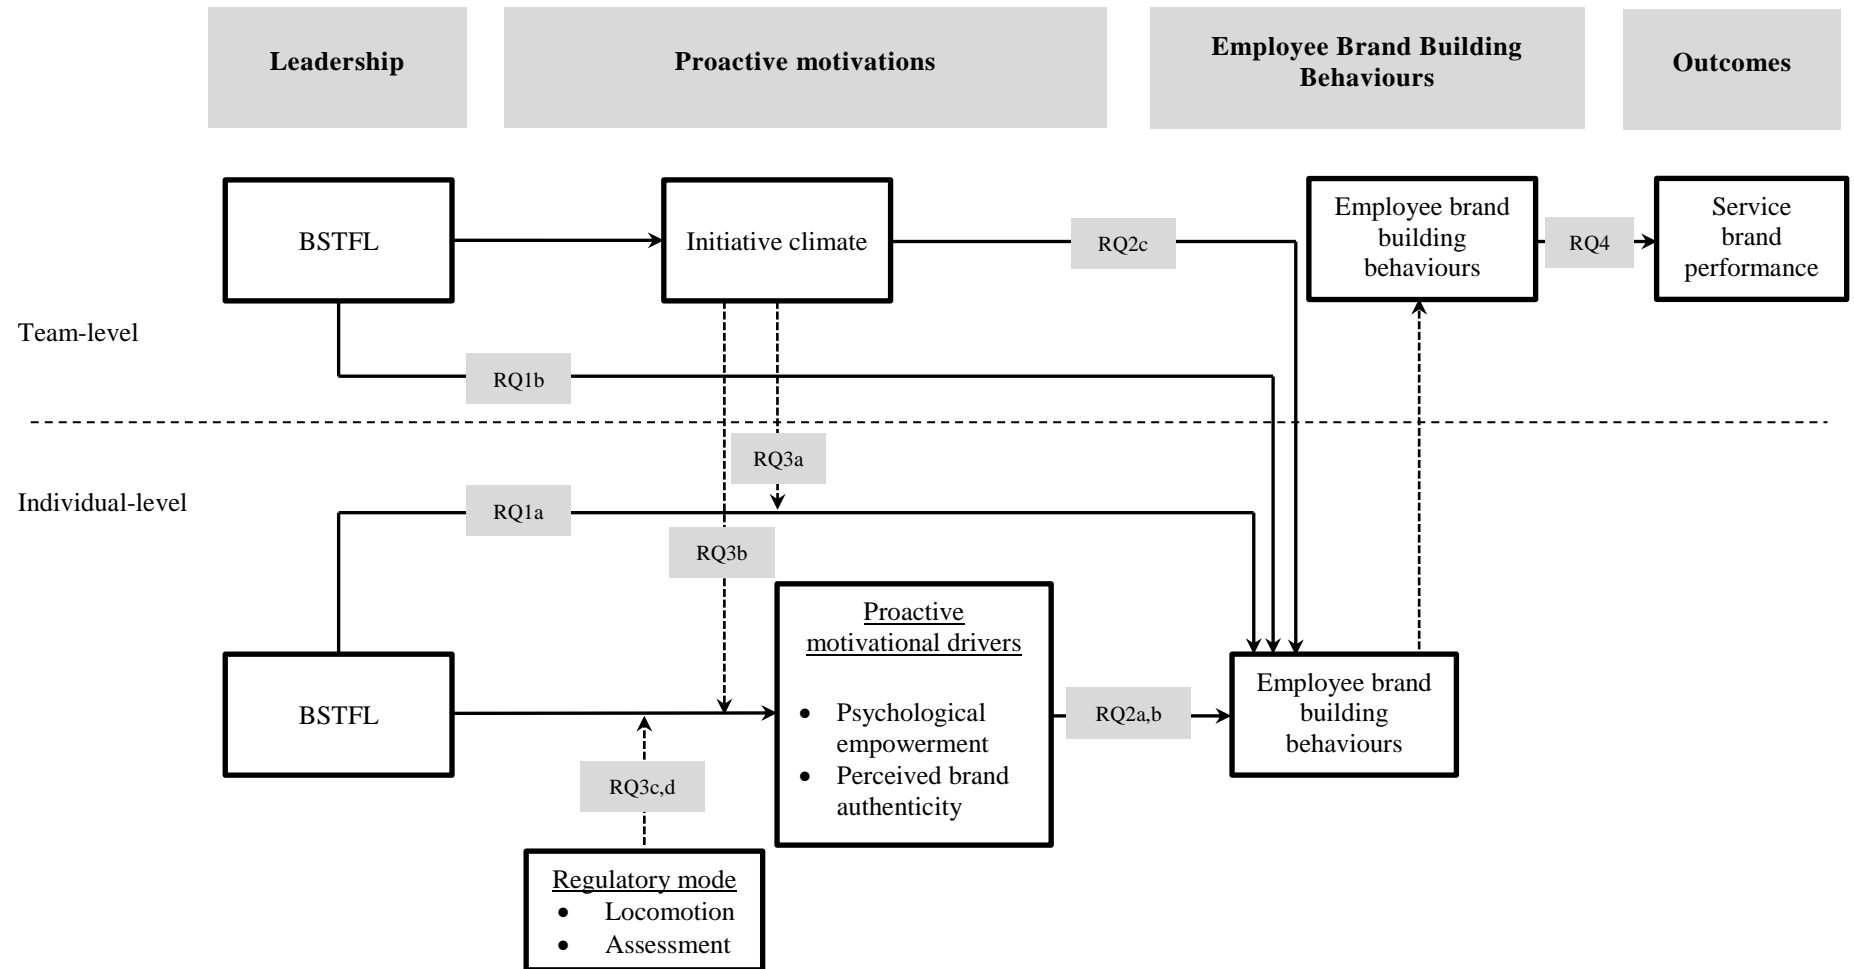 Leadership
Proactive motivations
Employee Brand Building
Behaviours
Outcomes
BSTFL
Initiative climate
RQ2c
Employee brand
building
behaviours
RQ4
Service
brand
performance
Team-level
RQ1b
RQ3a
Individual-level
RQ1a
RQ3b
Proactive
motivational drivers
• Psychological
empowerment
• Perceived brand
authenticity
BSTFL
RQ2a,b
Employee brand
building
behaviours
RQ3c,d
Regulatory mode
• Locomotion
• Assessment